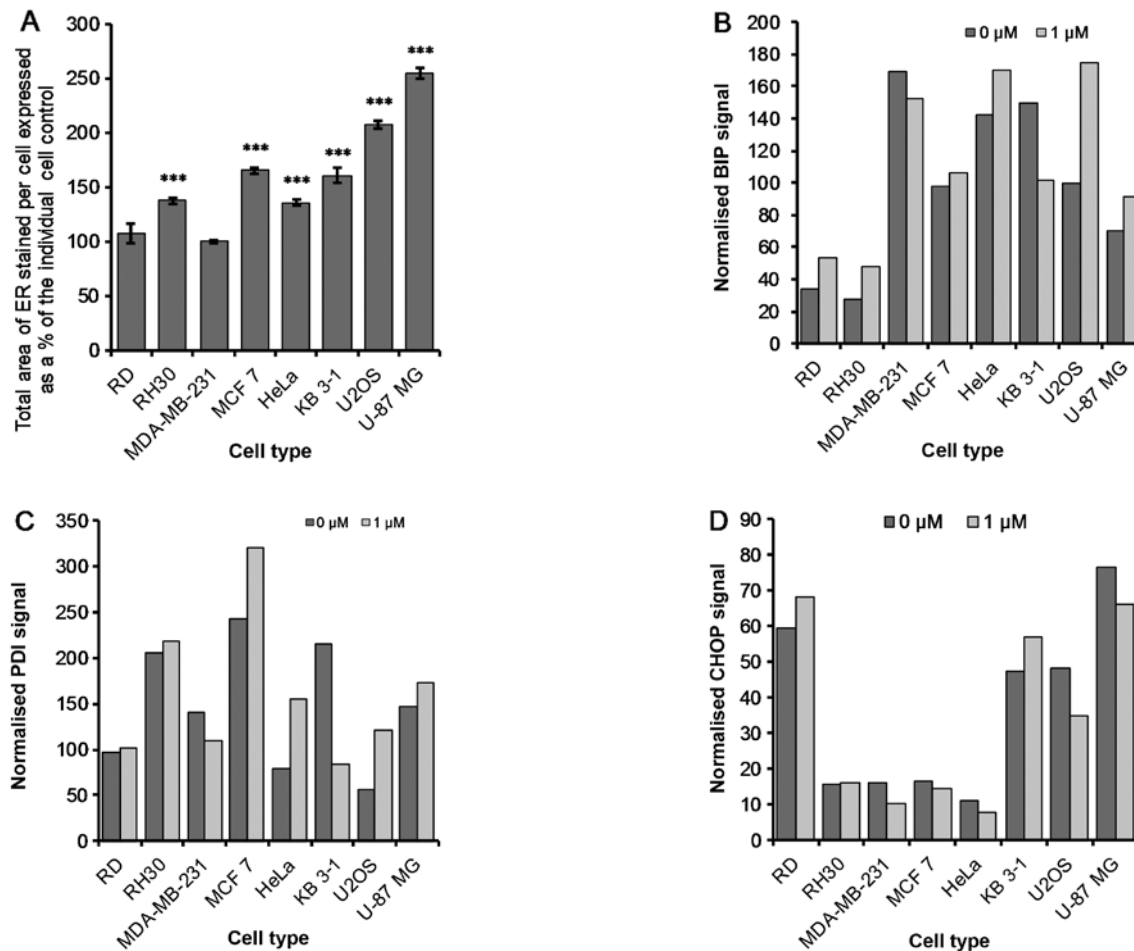 A
Total area of ER stained per cell expressed
as a % of the individual cell control
300
250
200
150
100
50
0
***
***
***
***
***
***
RD
RH30
MDA-MB-231
MCF 7
HeLa
KB 3-1
U2OS
U-87 MG
Cell type
B
0 µM
1 µM
Normalised BIP signal
200
180
160
140
120
100
80
60
40
20
0
RD
RH30
MDA-MB-231
MCF 7
HeLa
KB 3-1
U2OS
U-87 MG
Cell type
C
0 µM
1 µM
Normalised PDI signal
350
300
250
200
150
100
50
0
RD
RH30
MDA-MB-231
MCF 7
HeLa
KB 3-1
U2OS
U-87 MG
Cell type
D
0 µM
1 µM
Normalised CHOP signal
90
80
70
60
50
40
30
20
10
0
RD
RH30
MDA-MB-231
MCF 7
HeLa
KB 3-1
U2OS
U-87 MG
Cell type